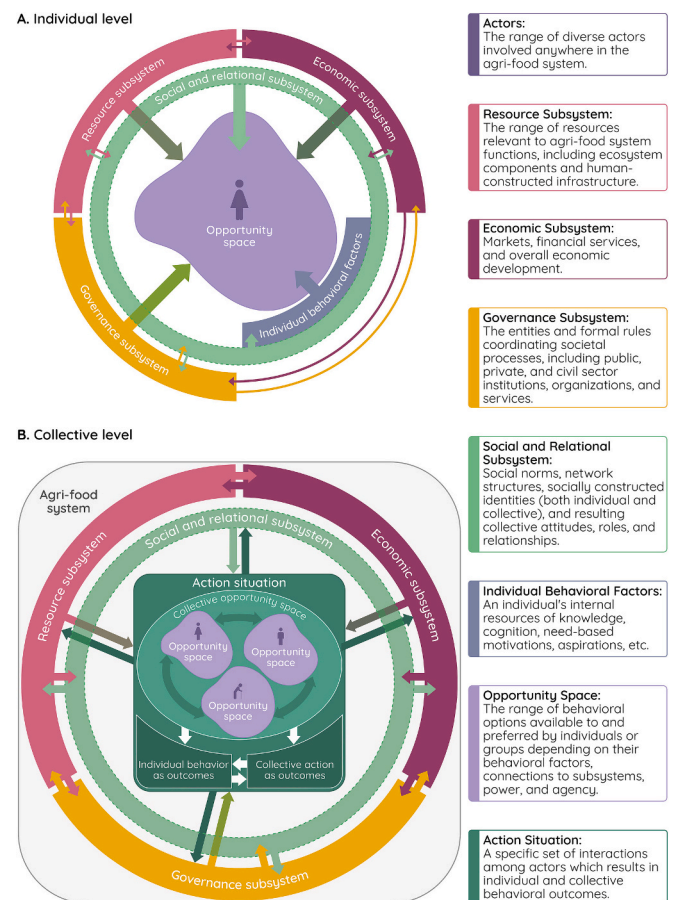 A. Individual level
Resource subsystem
Economic subsystem
Social and relational subsystem
Opportunity
space
Individual behavioral factors
Governance subsystem
B. Collective level
Agri-food
system
Resource subsystem
Economic subsystem
Social and relational subsystem
Action situation
Collective opportunity space
Opportunity
space
Opportunity
space
Opportunity
space
Individual behavior
as outcomes
Collective action
as outcomes
Governance subsystem
Actors:
The range of diverse actors
involved anywhere in the
agri-food system.
Resource Subsystem:
The range of resources
relevant to agri-food system
functions, including ecosystem
components and human-
constructed infrastructure.
Economic Subsystem:
Markets, financial services,
and overall economic
development.
Governance Subsystem:
The entities and formal rules
coordinating societal
processes, including public,
private, and civil sector
institutions, organizations, and
services.
Social and Relational
Subsystem:
Social norms, network
structures, socially constructed
identities (both individual and
collective), and resulting
collective attitudes, roles, and
relationships.
Individual Behavioral Factors:
An individual's internal
resources of knowledge,
cognition, need-based
motivations, aspirations, etc.
Opportunity Space:
The range of behavioral
options available to and
preferred by individuals or
groups depending on their
behavioral factors,
connections to subsystems,
power, and agency.
Action Situation:
A specific set of interactions
among actors which results in
individual and collective
behavioral outcomes.